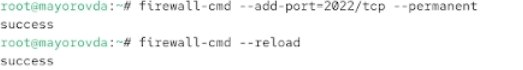 root@mayorovda:~# firewall-cmd --add-port=2022/tcp --permanent
success
root@mayorovda:~# firewall-cmd --reload
success